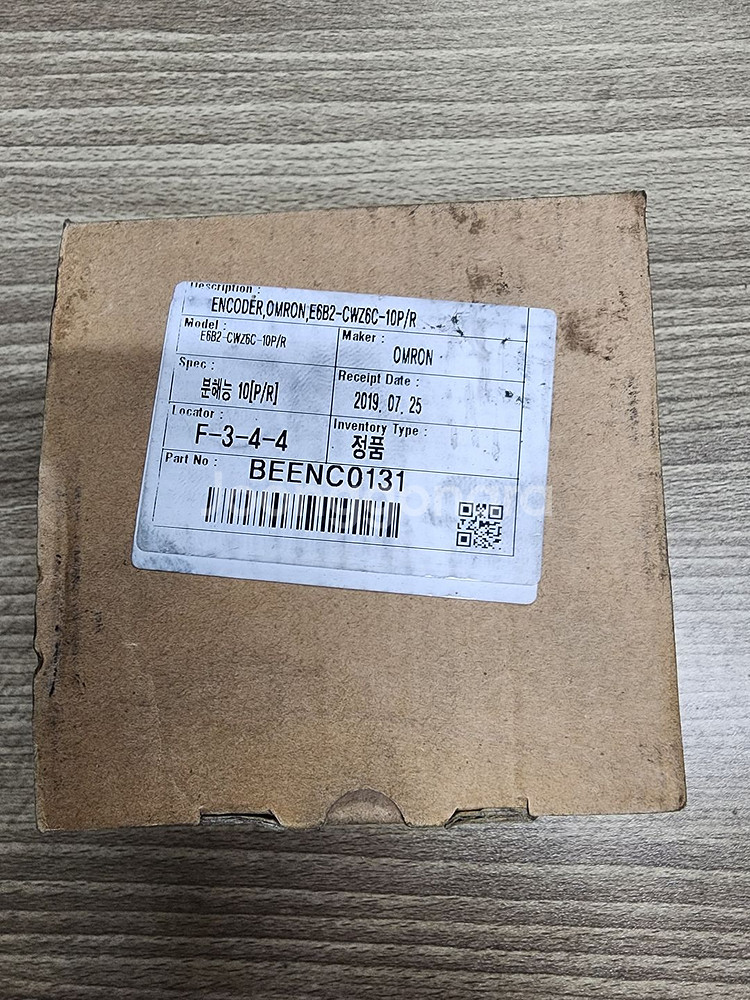 Description :
ENCODER,OMRON,E6B2-CWZ6C-10P/R
Model :
E6B2-CWZ6C-10P/R
Maker :
OMRON
Spec :
분해능 10[P/R]
Receipt Date :
2019. 07. 25
Locator :
F-3-4-4
Inventory Type :
정품
Part No :
BEENC0131
Joonggonara